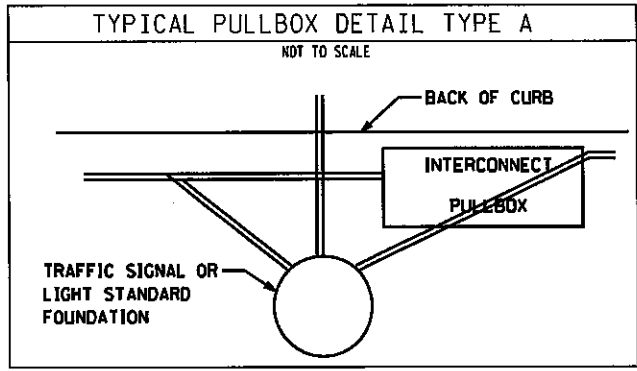 TYPICAL PULLBOX DETAIL TYPE A
NOT TO SCALE
BACK OF CURB
INTERCONNECT
PULLBOX
TRAFFIC SIGNAL OR
LIGHT STANDARD
FOUNDATION